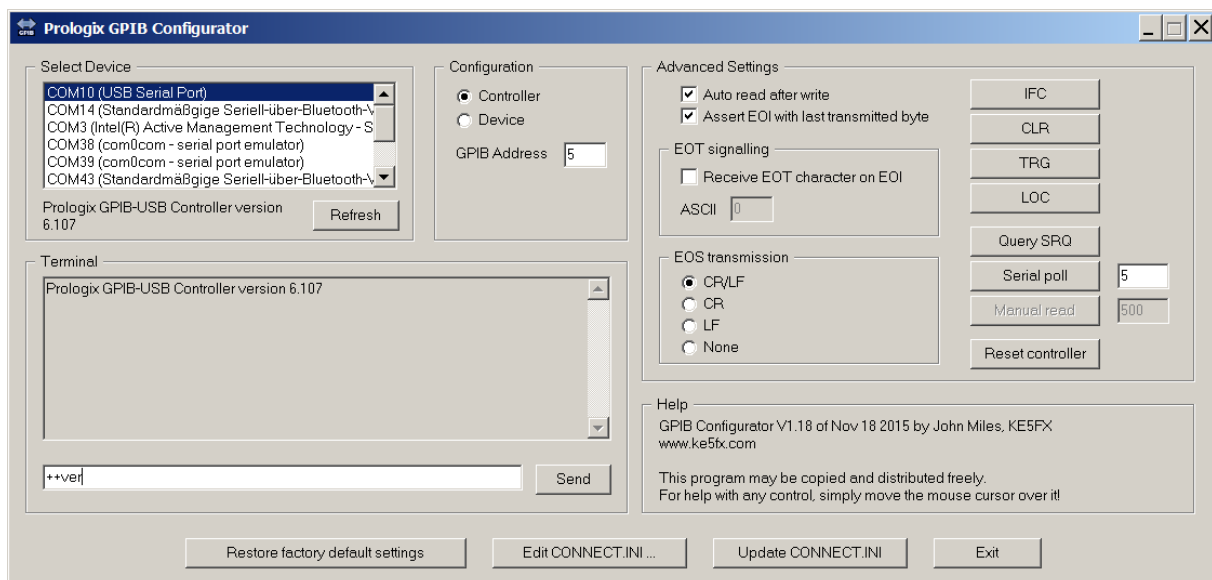 GPIB
Prologix GPIB Configurator
Select Device
COM10 (USB Serial Port)
COM14 (Standardmäßgige Seriell-über-Bluetooth-V
COM3 (Intel(R) Active Management Technology - S
COM38 (com0com - serial port emulator)
COM39 (com0com - serial port emulator)
COM43 (Standardmäßgige Seriell-über-Bluetooth-V
Prologix GPIB-USB Controller version
6.107
Refresh
Configuration
Controller
Device
GPIB Address 5
Advanced Settings
Auto read after write
Assert EOI with last transmitted byte
EOT signalling
Receive EOT character on EOI
ASCII 0
EOS transmission
CR/LF
CR
LF
None
IFC
CLR
TRG
LOC
Query SRQ
Serial poll 5
Manual read 500
Reset controller
Terminal
Prologix GPIB-USB Controller version 6.107
++ver
Send
Help
GPIB Configurator V1.18 of Nov 18 2015 by John Miles, KE5FX
www.ke5fx.com
This program may be copied and distributed freely.
For help with any control, simply move the mouse cursor over it!
Restore factory default settings
Edit CONNECT.INI ...
Update CONNECT.INI
Exit